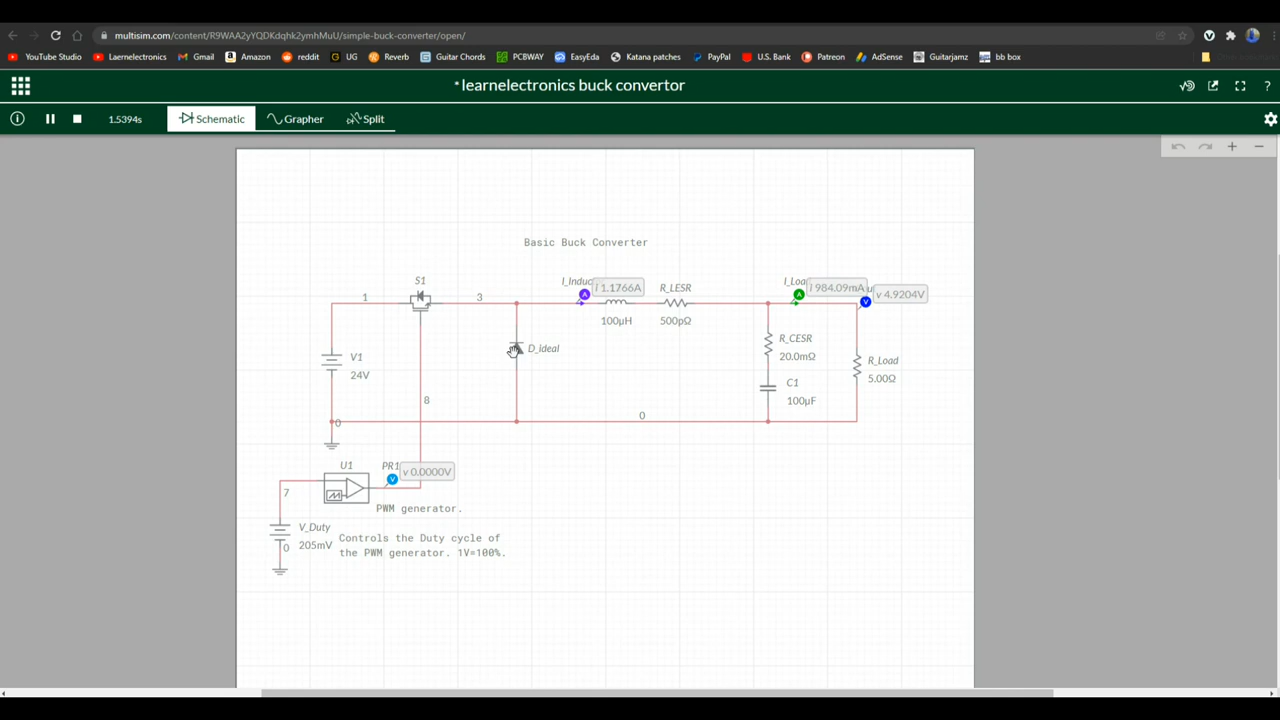 multisim.com/content/R9WAA2yYQDKdqhk2ymhMuU/simple-buck-converter/open/
YouTube Studio Laernelectronics Gmail Amazon reddit UG Reverb Guitar Chords PCBWAY EasyEda Katana patches PayPal U.S. Bank Patreon AdSense Guitarjamz bb box
* learnelectronics buck convertor
1.5394s Schematic Grapher Split
Basic Buck Converter
S1
I_Induc i 1.1766A R_LESR
I_Loa i 984.09mA v 4.9204V
1 3
100µH 500pΩ
R_CESR
D_ideal
V1
20.0mΩ
R_Load
24V
5.00Ω
C1
8
100µF
0 0
U1 PR1 v 0.0000V
7
PWM generator.
V_Duty
Controls the Duty cycle of
205mV
0
the PWM generator. 1V=100%.